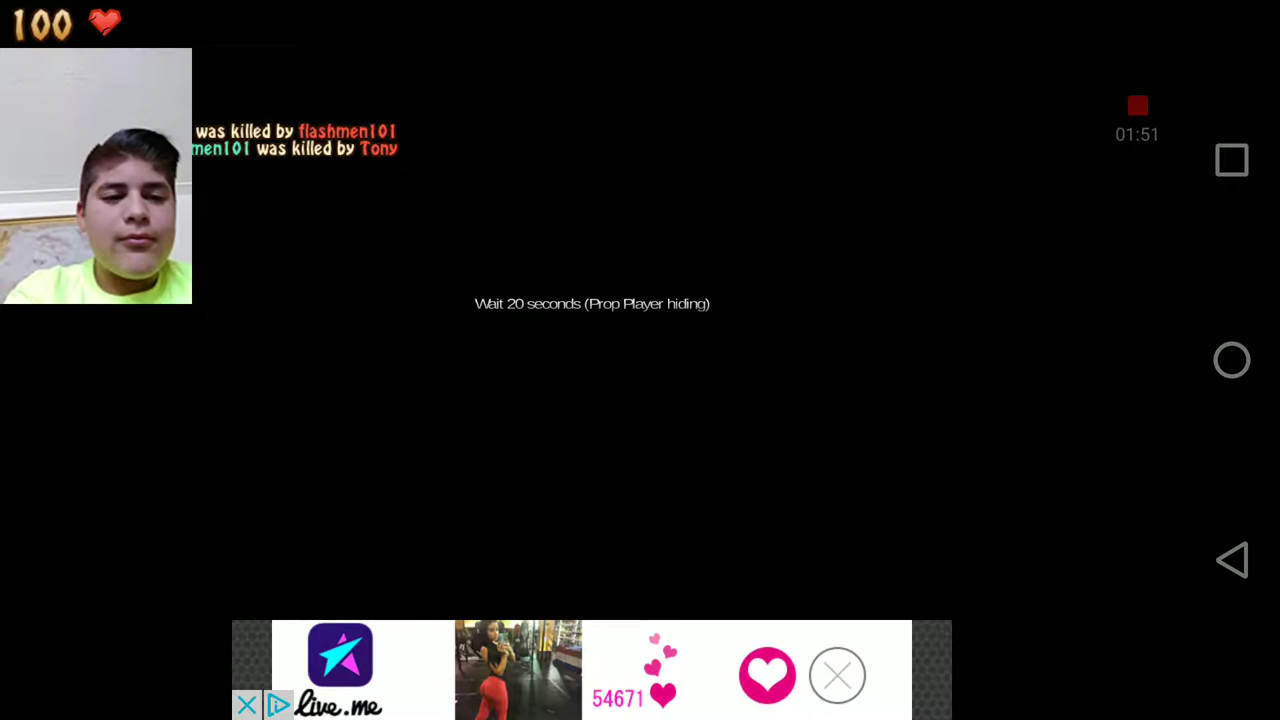 100
was killed by flashmen101
men101 was killed by Tony
01:51
Wait 20 seconds (Prop Player hiding)
54671
live.me